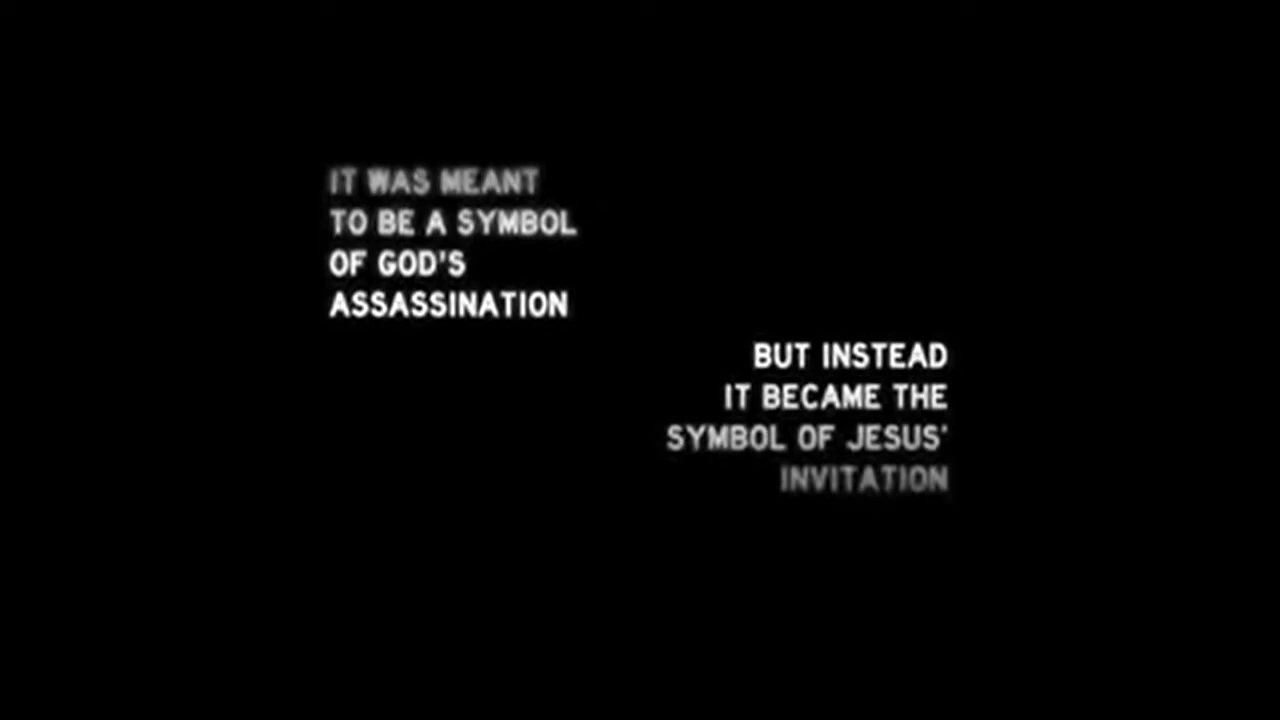 IT WAS MEANT
TO BE A SYMBOL
OF GOD'S
ASSASSINATION
BUT INSTEAD
IT BECAME THE
SYMBOL OF JESUS'
INVITATION